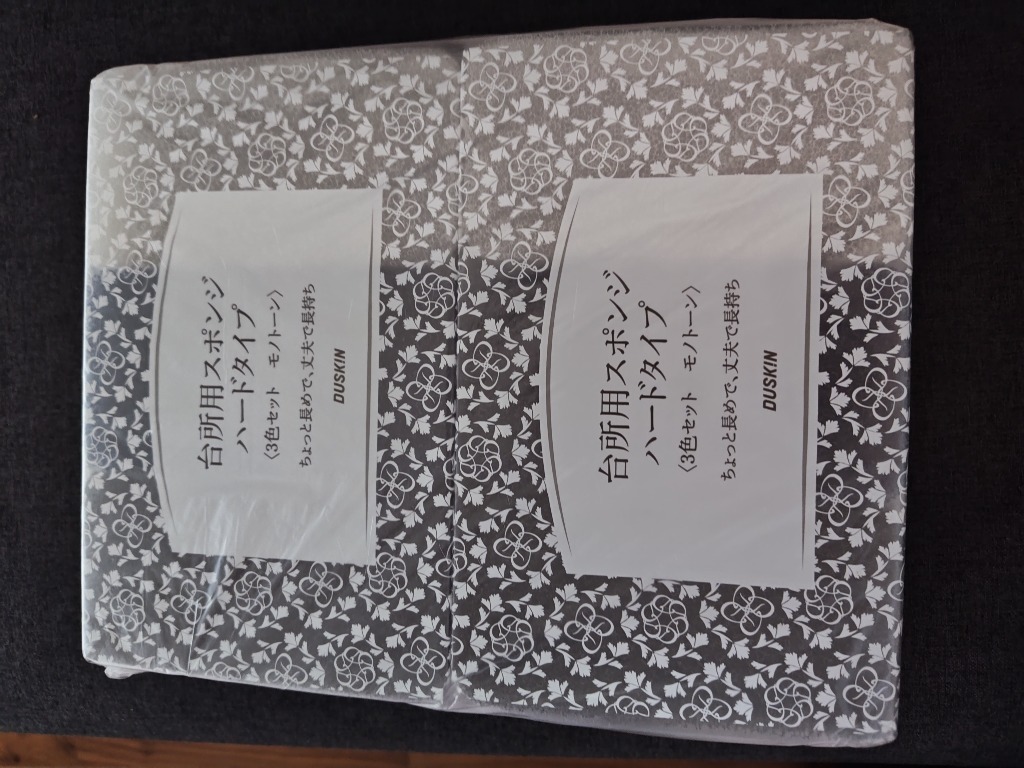 台所用スポンジ
ハードタイプ
〈3色セット　モノトーン〉
ちょっと長めで、丈夫で長持ち
DUSKIN
台所用スポンジ
ハードタイプ
〈3色セット　モノトーン〉
ちょっと長めで、丈夫で長持ち
DUSKIN